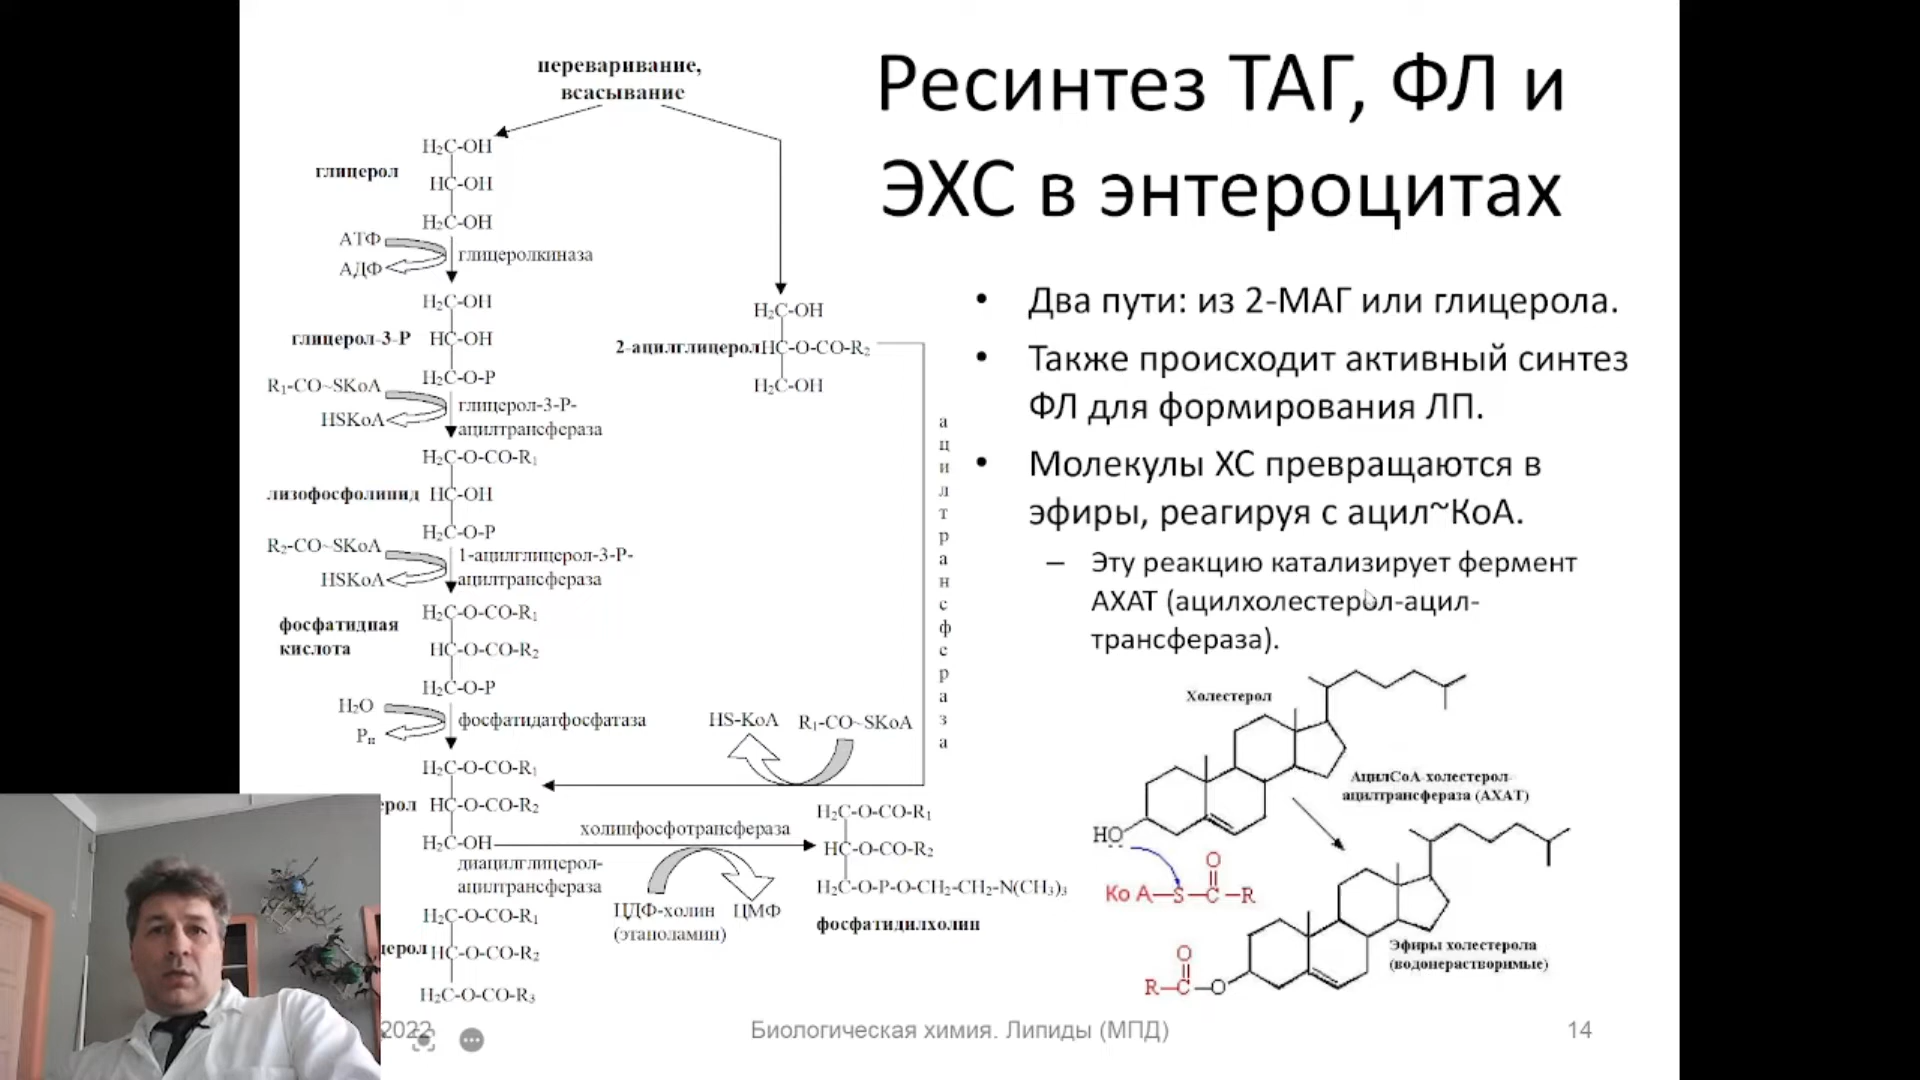 Ресинтез ТАГ, ФЛ и
ЭХС в энтероцитах
переваривание,
всасывание
H₂C-OH
глицерол
HC-OH
H₂C-OH
АТФ
АДФ
глицеролкиназа
H₂C-OH
глицерол-3-P
HC-OH
H₂C-O-P
R₁-CO~SKoA
HSKoA
глицерол-3-P-
ацилтрансфераза
H₂C-O-CO-R₁
лизофосфолипид
HC-OH
H₂C-O-P
R₂-CO~SKoA
HSKoA
1-ацилглицерол-3-P-
ацилтрансфераза
H₂C-O-CO-R₁
фосфатидная
кислота
HC-O-CO-R₂
H₂C-O-P
H₂O
Pн
фосфатидатфосфатаза
H₂C-O-CO-R₁
ерол HC-O-CO-R₂
H₂C-OH
диацилглицерол-
ацилтрансфераза
H₂C-O-CO-R₁
церол HC-O-CO-R₂
H₂C-O-CO-R₃
H₂C-OH
2-ацилглицерол HC-O-CO-R₂
H₂C-OH
ацилтрансфераза
HS-KoA
R₁-CO~SKoA
холинфосфотрансфераза
ЦДФ-холин
(этаноламин)
ЦМФ
H₂C-O-CO-R₁
HC-O-CO-R₂
H₂C-O-P-O-CH₂-CH₂-N(CH₃)₃
фосфатидилхолин
• Два пути: из 2-МАГ или глицерола.
• Также происходит активный синтез
ФЛ для формирования ЛП.
• Молекулы ХС превращаются в
эфиры, реагируя с ацил~КоА.
– Эту реакцию катализирует фермент
АХАТ (ацилхолестерол-ацил-
трансфераза).
Холестерол
HO
АцилСоА-холестерол-
ацилтрансфераза (АХАТ)
O
Ко А—S—C—R
O
R—C—O
Эфиры холестерола
(водонерастворимые)
2022
Биологическая химия. Липиды (МПД)
14